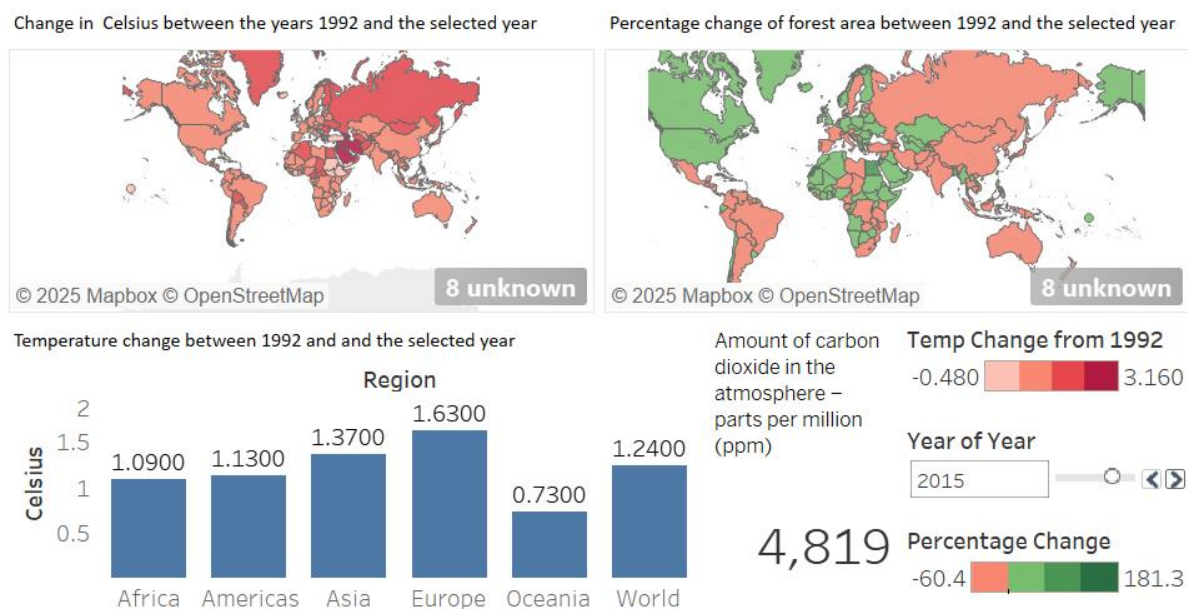 Change in  Celsius between the years 1992 and the selected year
Percentage change of forest area between 1992 and the selected year
© 2025 Mapbox © OpenStreetMap
8 unknown
© 2025 Mapbox © OpenStreetMap
8 unknown
Temperature change between 1992 and and the selected year
Region
Celsius
2
1.5
1
0.5
1.0900
1.1300
1.3700
1.6300
0.7300
1.2400
Africa
Americas
Asia
Europe
Oceania
World
Amount of carbon
dioxide in the
atmosphere –
parts per million
(ppm)
4,819
Temp Change from 1992
-0.480
3.160
Year of Year
2015
Percentage Change
-60.4
181.3